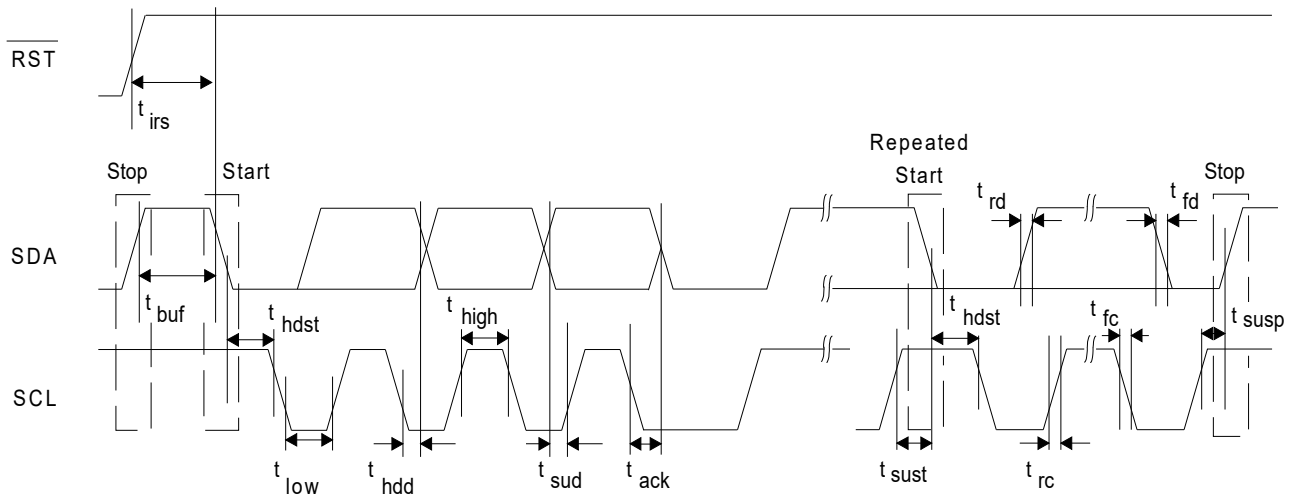 RST
t irs
Repeated
Stop
Start
Start
Stop
t rd
t fd
SDA
t buf
t hdst
t high
t hdst
t fc
t susp
SCL
t low
t hdd
t sud
t ack
t sust
t rc